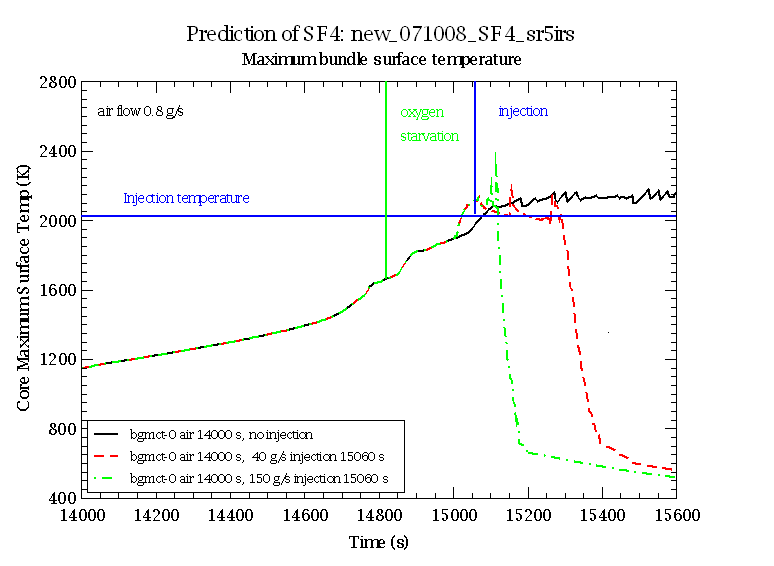 Prediction of SF4: new_071008_SF4_sr5irs
Maximum bundle surface temperature
2800
2400
2000
1600
1200
800
400
Core Maximum Surface Temp (K)
air flow 0.8 g/s
oxygen
starvation
injection
Injection temperature
bgmct-0 air 14000 s, no injection
bgmct-0 air 14000 s, 40 g/s injection 15060 s
bgmct-0 air 14000 s, 150 g/s injection 15060 s
14000 14200 14400 14600 14800 15000 15200 15400 15600
Time (s)